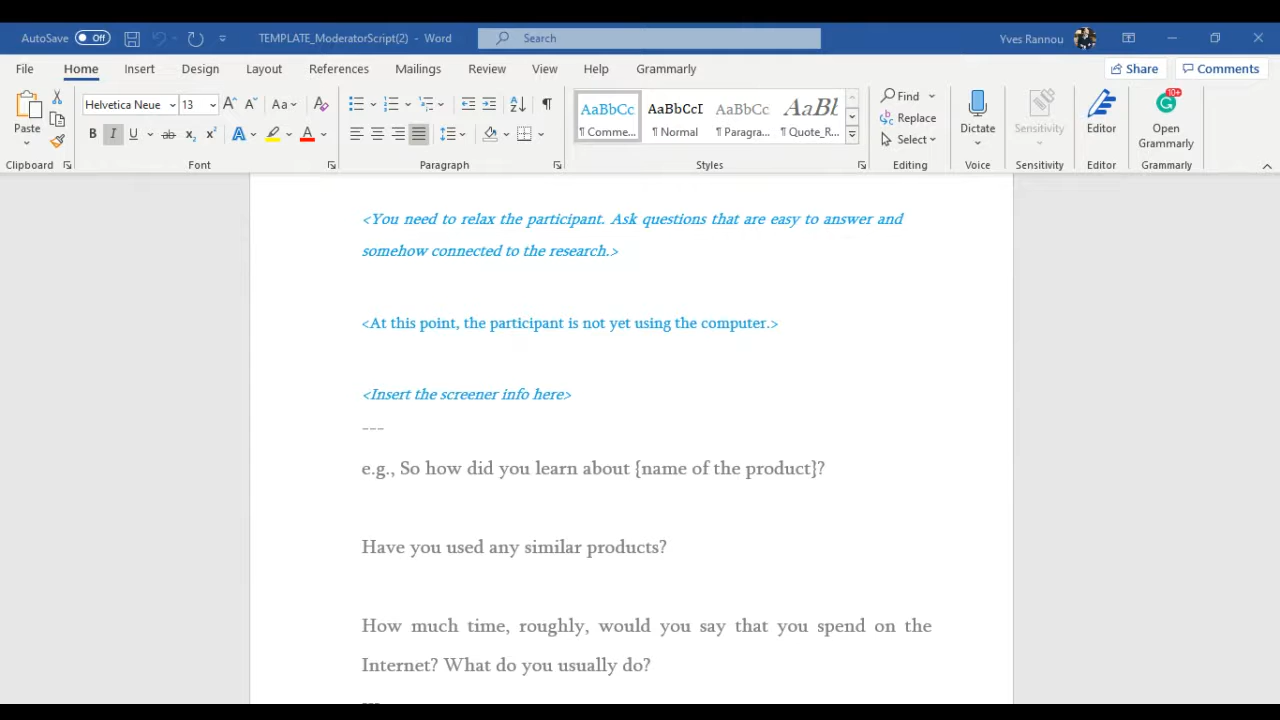 AutoSave Off TEMPLATE_ModeratorScript(2) - Word Search Yves Rannou
File Home Insert Design Layout References Mailings Review View Help Grammarly Share Comments
Paste Helvetica Neue 13 Aa AaBbCc AaBbCcI AaBbCc AaBl Find Replace Select Dictate Sensitivity Editor Open Grammarly 10+
B I U ab x₂ x² A A ¶ Comme... ¶ Normal ¶ Paragra... ¶ Quote_R...
Clipboard Font Paragraph Styles Editing Voice Sensitivity Editor Grammarly
<You need to relax the participant. Ask questions that are easy to answer and
somehow connected to the research.>
<At this point, the participant is not yet using the computer.>
<Insert the screener info here>
---
e.g., So how did you learn about {name of the product}?
Have you used any similar products?
How much time, roughly, would you say that you spend on the
Internet? What do you usually do?